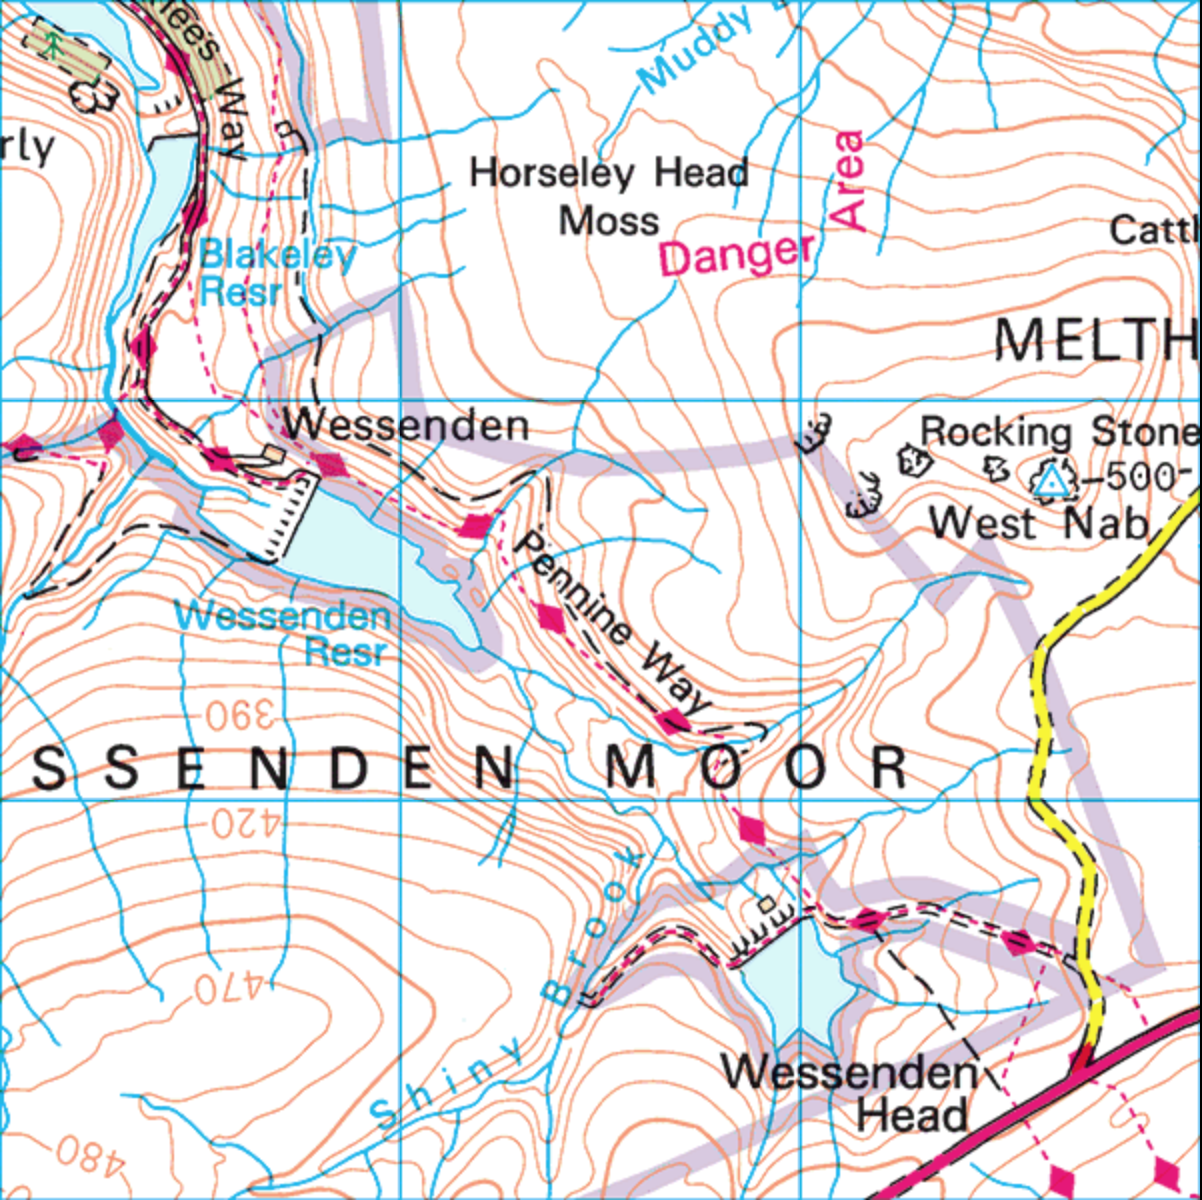 Way
Muddy
rly
Horseley Head
Moss
Danger
Area
Cattl
Blakeley
Resr
MELTH
Wessenden
Rocking Stone
500
West Nab
Pennine Way
Wessenden
Resr
390
SSENDEN MOOR
420
Shiny Brook
470
Wessenden
Head
480